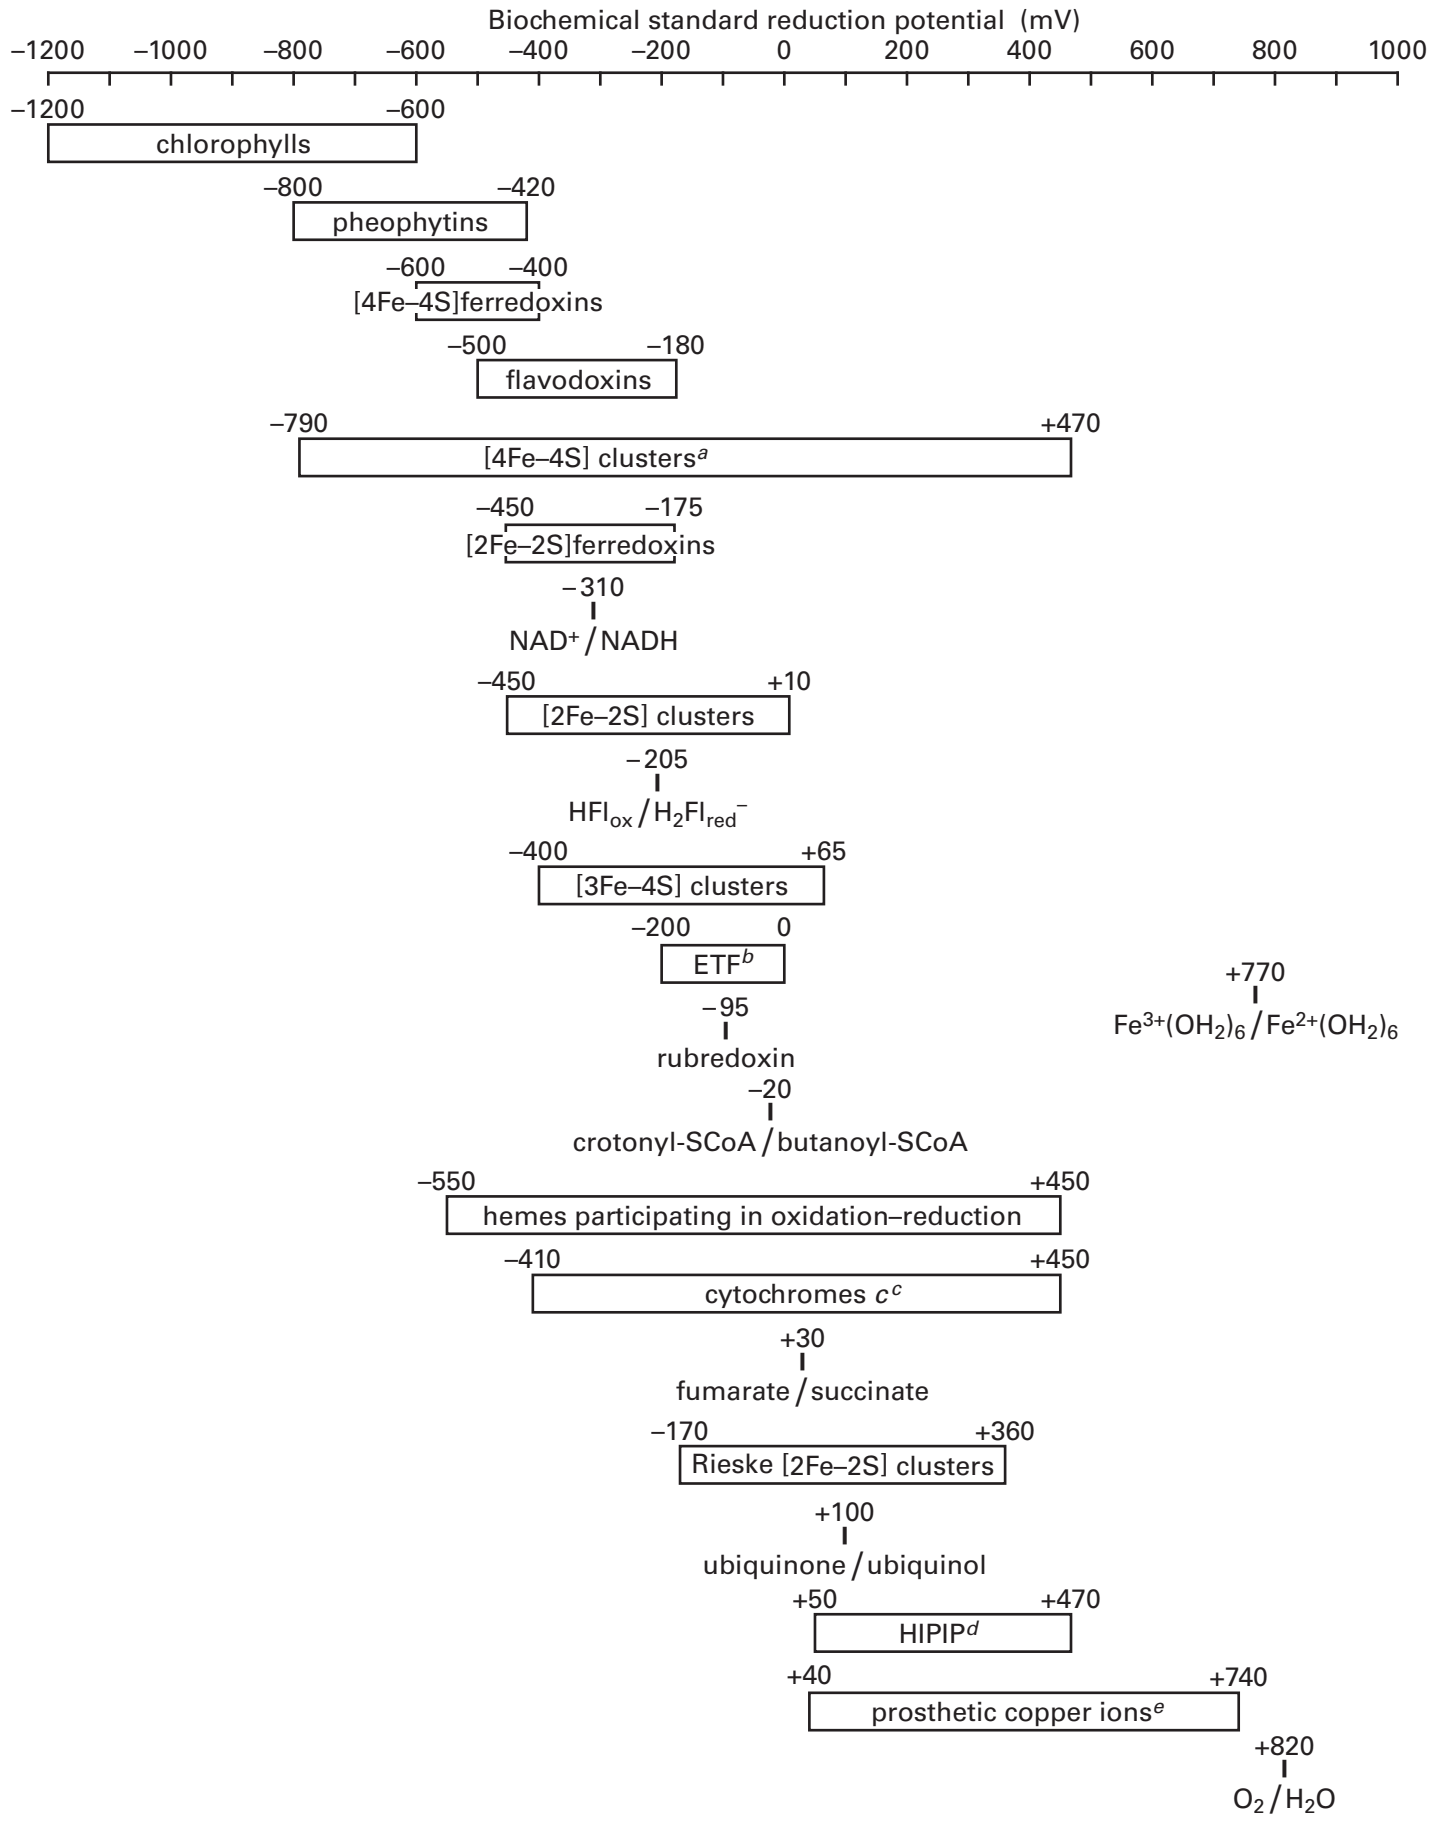 Biochemical standard reduction potential (mV)
–1200 –1000 –800 –600 –400 –200 0 200 400 600 800 1000
–1200 –600
chlorophylls
–800 –420
pheophytins
–600 –400
[4Fe–4S]ferredoxins
–500 –180
flavodoxins
–790 +470
[4Fe–4S] clustersᵃ
–450 –175
[2Fe–2S]ferredoxins
–310
NAD⁺/NADH
–450 +10
[2Fe–2S] clusters
–205
HFlₒₓ/H₂Flred⁻
–400 +65
[3Fe–4S] clusters
–200 0
ETFᵇ
+770
Fe³⁺(OH₂)₆/Fe²⁺(OH₂)₆
–95
rubredoxin
–20
crotonyl-SCoA/butanoyl-SCoA
–550 +450
hemes participating in oxidation–reduction
–410 +450
cytochromes cᶜ
+30
fumarate/succinate
–170 +360
Rieske [2Fe–2S] clusters
+100
ubiquinone/ubiquinol
+50 +470
HIPIPᵈ
+40 +740
prosthetic copper ionsᵉ
+820
O₂/H₂O